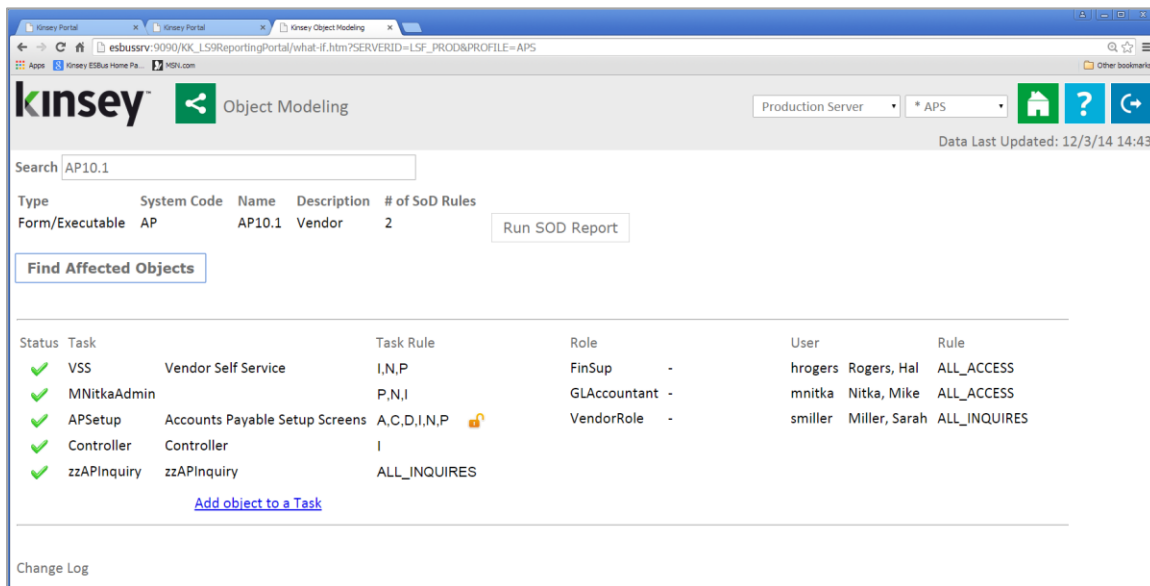 Kinsey Portal Kinsey Portal Kinsey Object Modeling
esbussrv:9090/KK_LS9ReportingPortal/what-if.htm?SERVERID=LSF_PROD&PROFILE=APS
Apps Kinsey ESBus Home Pa... MSN.com Other bookmarks
kinsey Object Modeling Production Server * APS ?
Data Last Updated: 12/3/14 14:43
Search AP10.1
Type System Code Name Description # of SoD Rules
Form/Executable AP AP10.1 Vendor 2 Run SOD Report
Find Affected Objects
Status Task Task Rule Role User Rule
VSS Vendor Self Service I,N,P FinSup - hrogers Rogers, Hal ALL_ACCESS
MNitkaAdmin P,N,I GLAccountant - mnitka Nitka, Mike ALL_ACCESS
APSetup Accounts Payable Setup Screens A,C,D,I,N,P VendorRole - smiller Miller, Sarah ALL_INQUIRES
Controller Controller I
zzAPInquiry zzAPInquiry ALL_INQUIRES
Add object to a Task
Change Log